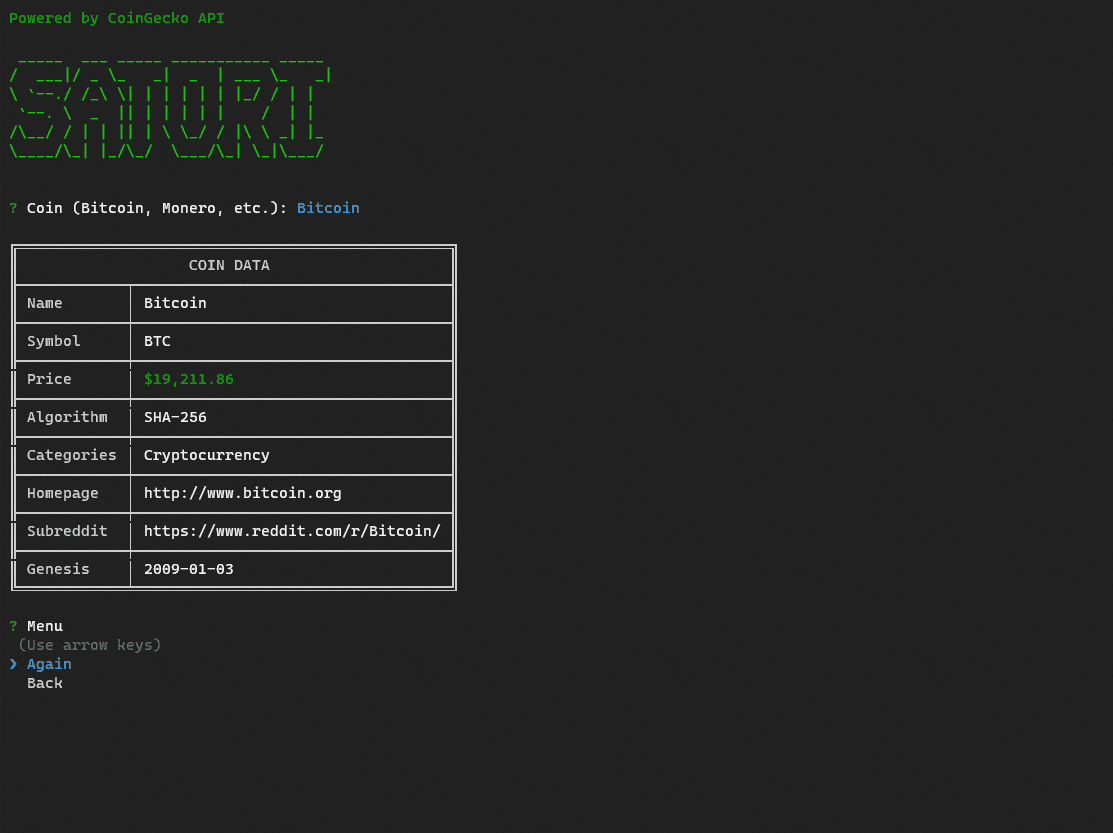 Powered by CoinGecko API
SATURI
? Coin (Bitcoin, Monero, etc.): Bitcoin
COIN DATA
Name Bitcoin
Symbol BTC
Price $19,211.86
Algorithm SHA-256
Categories Cryptocurrency
Homepage http://www.bitcoin.org
Subreddit https://www.reddit.com/r/Bitcoin/
Genesis 2009-01-03
? Menu
(Use arrow keys)
❯ Again
Back